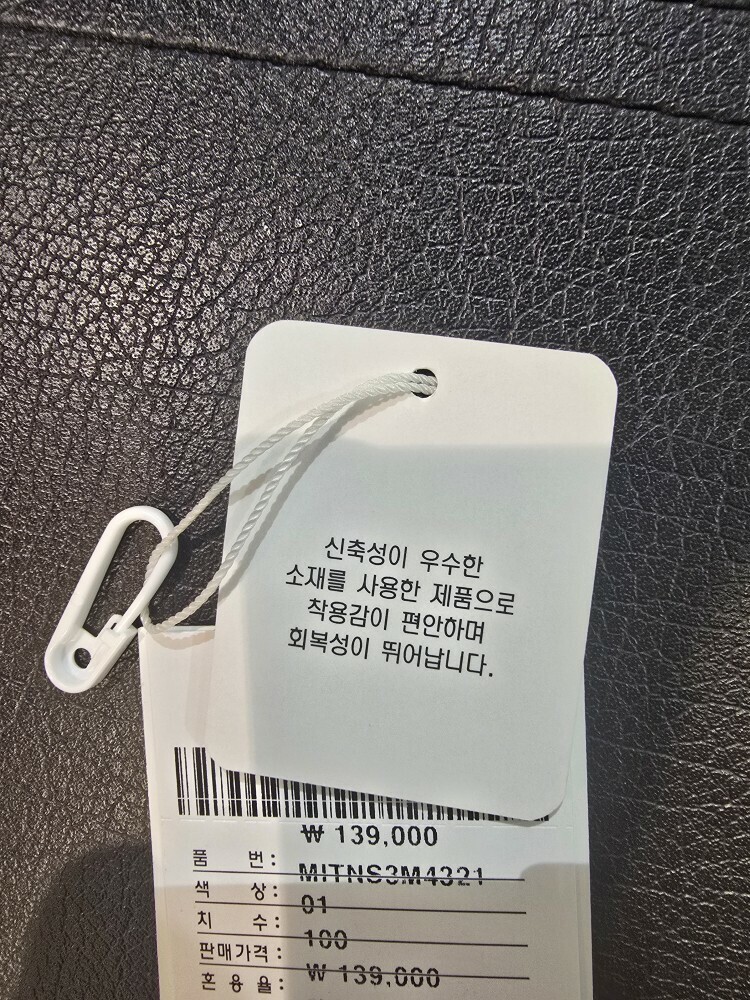 신축성이 우수한
소재를 사용한 제품으로
착용감이 편안하며
회복성이 뛰어납니다.
₩ 139,000
품 번: MITNS3M4321
색 상: 01
치 수: 100
판매가격: ₩ 139,000
혼 용 율: